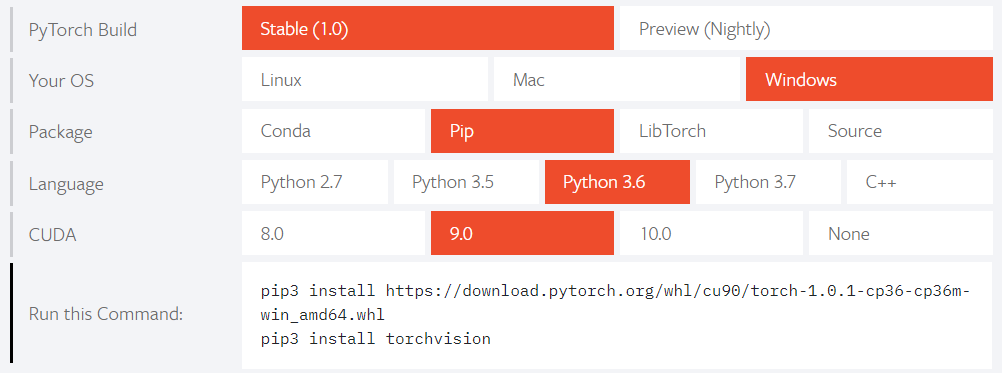 PyTorch Build Stable (1.0) Preview (Nightly)
Your OS Linux Mac Windows
Package Conda Pip LibTorch Source
Language Python 2.7 Python 3.5 Python 3.6 Python 3.7 C++
CUDA 8.0 9.0 10.0 None
Run this Command:
pip3 install https://download.pytorch.org/whl/cu90/torch-1.0.1-cp36-cp36m-
win_amd64.whl
pip3 install torchvision